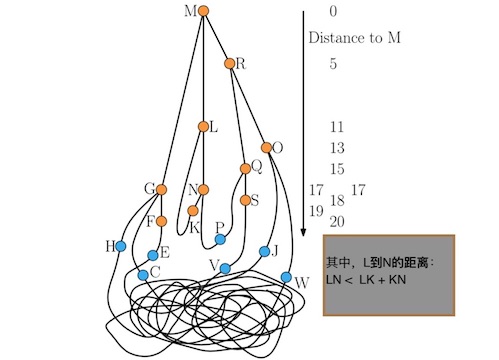 M
0
Distance to M
R
5
L
11
O
13
Q
15
G
N
17
17
S
18
K
19
F
20
P
H
E
J
V
C
W
其中，L到N的距离：
LN < LK + KN